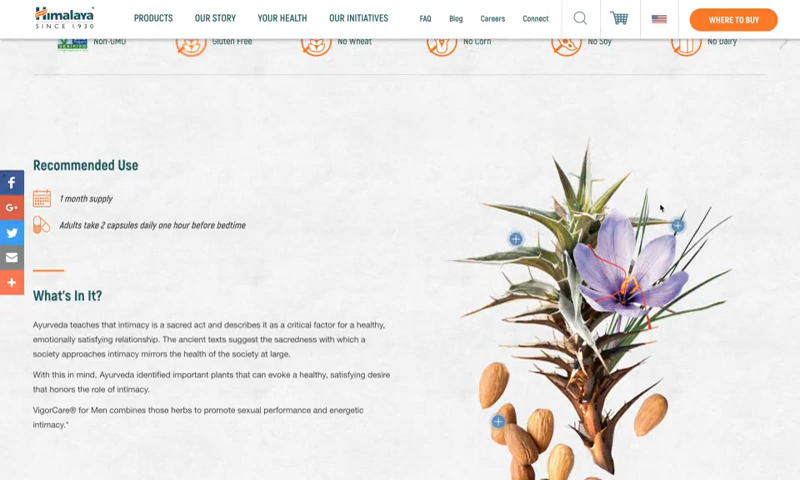 Himalaya
SINCE 1930
PRODUCTS OUR STORY YOUR HEALTH OUR INITIATIVES FAQ Blog Careers Connect WHERE TO BUY
Non-GMO Gluten Free No Wheat No Corn No Soy No Dairy
Recommended Use
1 month supply
Adults take 2 capsules daily one hour before bedtime
What's In It?
Ayurveda teaches that intimacy is a sacred act and describes it as a critical factor for a healthy,
emotionally satisfying relationship. The ancient texts suggest the sacredness with which a
society approaches intimacy mirrors the health of the society at large.
With this in mind, Ayurveda identified important plants that can evoke a healthy, satisfying desire
that honors the role of intimacy.
VigorCare® for Men combines those herbs to promote sexual performance and energetic
intimacy.*